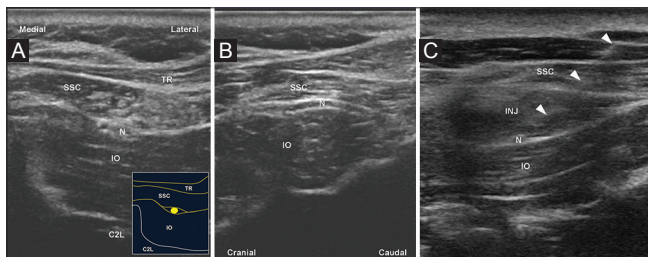 Medial Lateral
A
TR
SSC
N
IO
C2L
TR
SSC
IO
C2L
B
SSC
N
IO
Cranial Caudal
C
SSC
INJ
N
IO